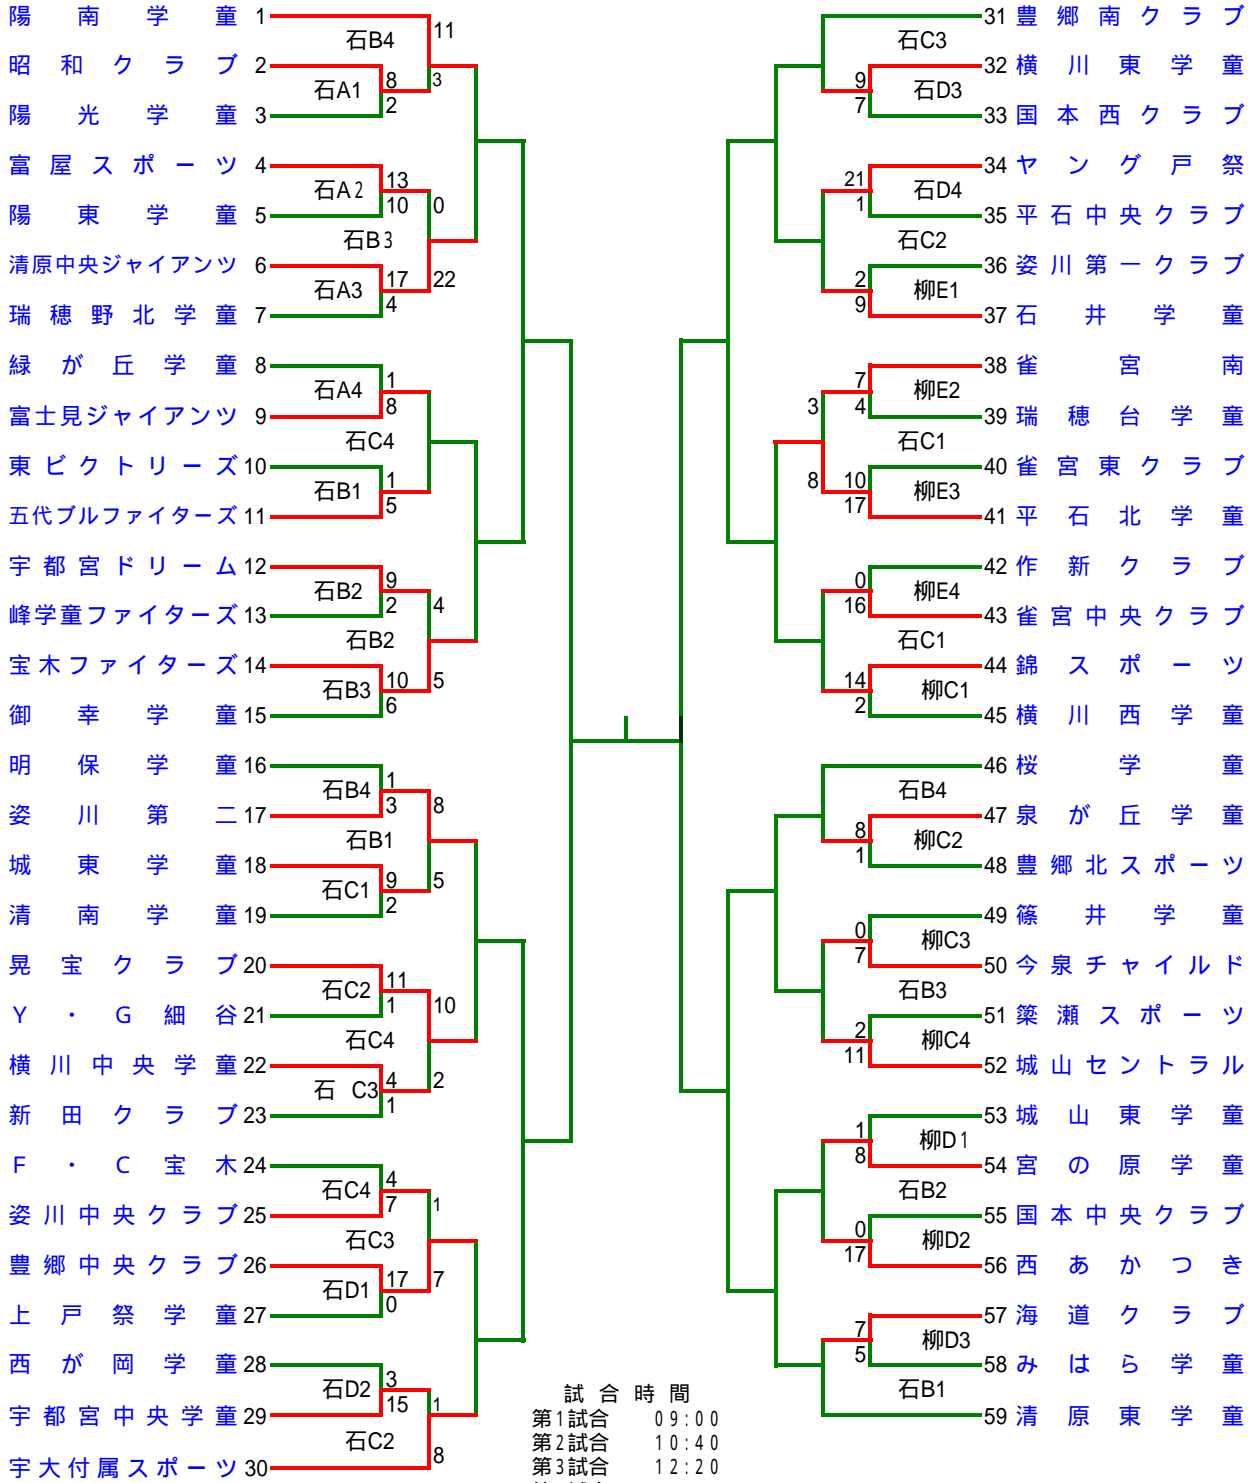 陽南学童 1
石B4
11
昭和クラブ 2
石A1
8
3
2
陽光学童 3
富屋スポーツ 4
石A2
13
10
0
陽東学童 5
石B3
清原中央ジャイアンツ 6
石A3
17
22
4
瑞穂野北学童 7
緑が丘学童 8
石A4
1
8
富士見ジャイアンツ 9
石C4
東ビクトリーズ 10
石B1
1
5
五代ブルファイターズ 11
宇都宮ドリーム 12
石B2
9
2
4
峰学童ファイターズ 13
石B2
宝木ファイターズ 14
石B3
10
5
6
御幸学童 15
明保学童 16
石B4
1
3
8
姿川第二 17
石B1
城東学童 18
石C1
9
5
2
清南学童 19
晃宝クラブ 20
石C2
11
1
10
Y・G細谷 21
石C4
横川中央学童 22
石 C3
4
2
1
新田クラブ 23
F・C宝木 24
石C4
4
7
1
姿川中央クラブ 25
石C3
豊郷中央クラブ 26
石D1
17
7
0
上戸祭学童 27
西が岡学童 28
石D2
3
15
1
宇都宮中央学童 29
石C2
8
宇大付属スポーツ 30
31 豊郷南クラブ
石C3
32 横川東学童
9
石D3
7
33 国本西クラブ
34 ヤング戸祭
21
石D4
1
35 平石中央クラブ
石C2
36 姿川第一クラブ
2
柳E1
9
37 石井学童
38 雀宮南
7
柳E2
3
4
39 瑞穂台学童
石C1
40 雀宮東クラブ
8
10
柳E3
17
41 平石北学童
42 作新クラブ
0
柳E4
16
43 雀宮中央クラブ
石C1
44 錦スポーツ
14
柳C1
2
45 横川西学童
46 桜学童
石B4
47 泉が丘学童
8
柳C2
1
48 豊郷北スポーツ
49 篠井学童
0
柳C3
7
50 今泉チャイルド
石B3
51 簗瀬スポーツ
2
柳C4
11
52 城山セントラル
53 城山東学童
1
柳D1
8
54 宮の原学童
石B2
55 国本中央クラブ
0
柳D2
17
56 西あかつき
57 海道クラブ
7
柳D3
5
58 みはら学童
石B1
59 清原東学童
試合時間
第1試合 09:00
第2試合 10:40
第3試合 12:20